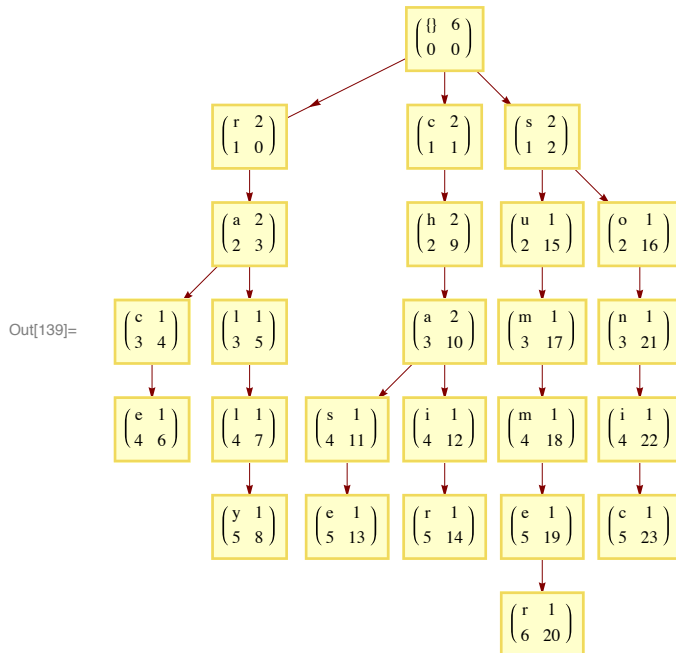 {} 6
0 0
r 2
1 0
c 2
1 1
s 2
1 2
a 2
2 3
h 2
2 9
u 1
2 15
o 1
2 16
Out[139]=
c 1
3 4
l 1
3 5
a 2
3 10
m 1
3 17
n 1
3 21
e 1
4 6
l 1
4 7
s 1
4 11
i 1
4 12
m 1
4 18
i 1
4 22
y 1
5 8
e 1
5 13
r 1
5 14
e 1
5 19
c 1
5 23
r 1
6 20